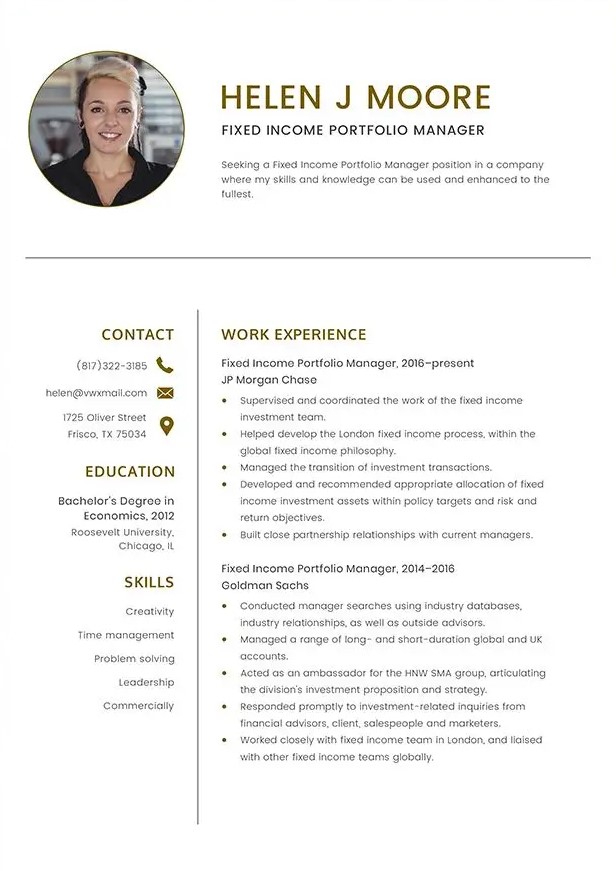 HELEN J MOORE
FIXED INCOME PORTFOLIO MANAGER
Seeking a Fixed Income Portfolio Manager position in a company
where my skills and knowledge can be used and enhanced to the
fullest.
CONTACT
(817)322-3185
helen@vwxmail.com
1725 Oliver Street
Frisco, TX 75034
EDUCATION
Bachelor's Degree in
Economics, 2012
Roosevelt University,
Chicago, IL
SKILLS
Creativity
Time management
Problem solving
Leadership
Commercially
WORK EXPERIENCE
Fixed Income Portfolio Manager, 2016–present
JP Morgan Chase
• Supervised and coordinated the work of the fixed income
investment team.
• Helped develop the London fixed income process, within the
global fixed income philosophy.
• Managed the transition of investment transactions.
• Developed and recommended appropriate allocation of fixed
income investment assets within policy targets and risk and
return objectives.
• Built close partnership relationships with current managers.
Fixed Income Portfolio Manager, 2014–2016
Goldman Sachs
• Conducted manager searches using industry databases,
industry relationships, as well as outside advisors.
• Managed a range of long- and short-duration global and UK
accounts.
• Acted as an ambassador for the HNW SMA group, articulating
the division's investment proposition and strategy.
• Responded promptly to investment-related inquiries from
financial advisors, client, salespeople and marketers.
• Worked closely with fixed income team in London, and liaised
with other fixed income teams globally.